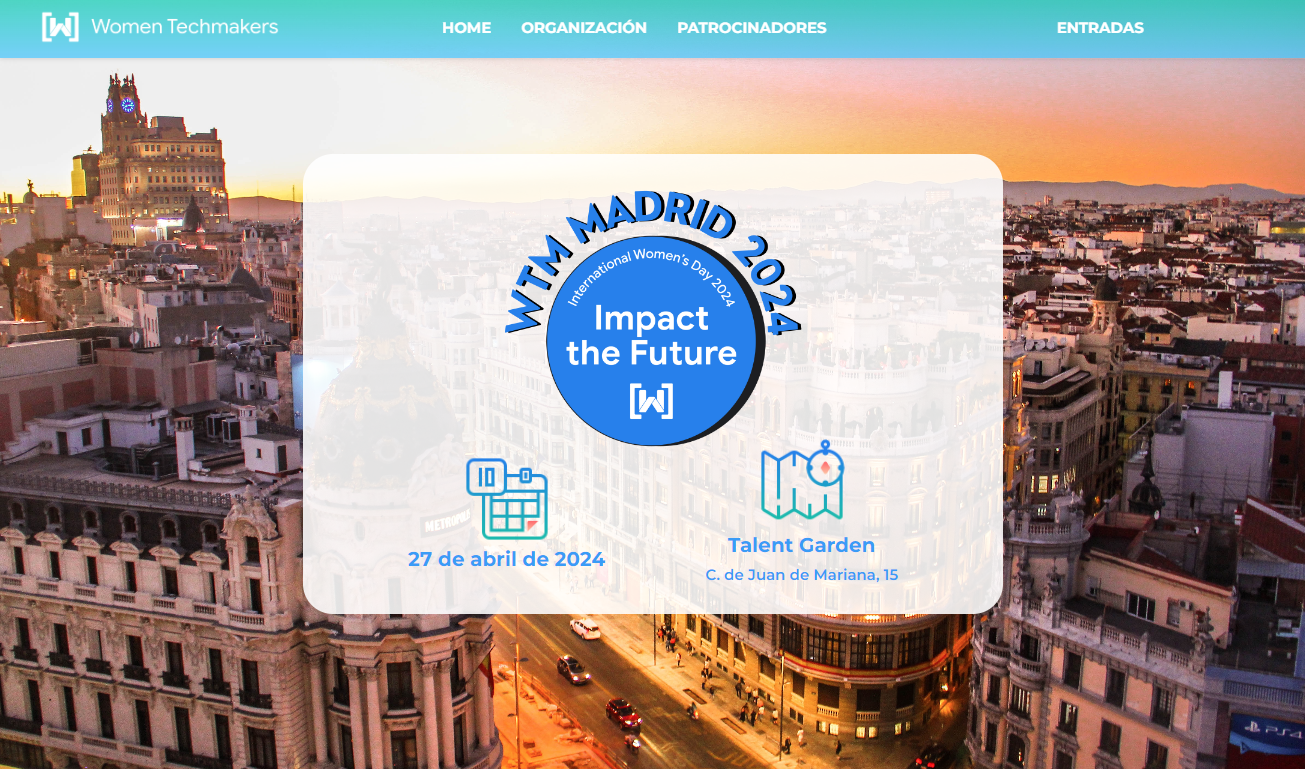 [W] Women Techmakers
HOME
ORGANIZACIÓN
PATROCINADORES
ENTRADAS
WTM MADRID 2024
International Women's Day 2024
Impact
the Future
[W]
METROPOLIS
10
27 de abril de 2024
Talent Garden
C. de Juan de Mariana, 15
PS4